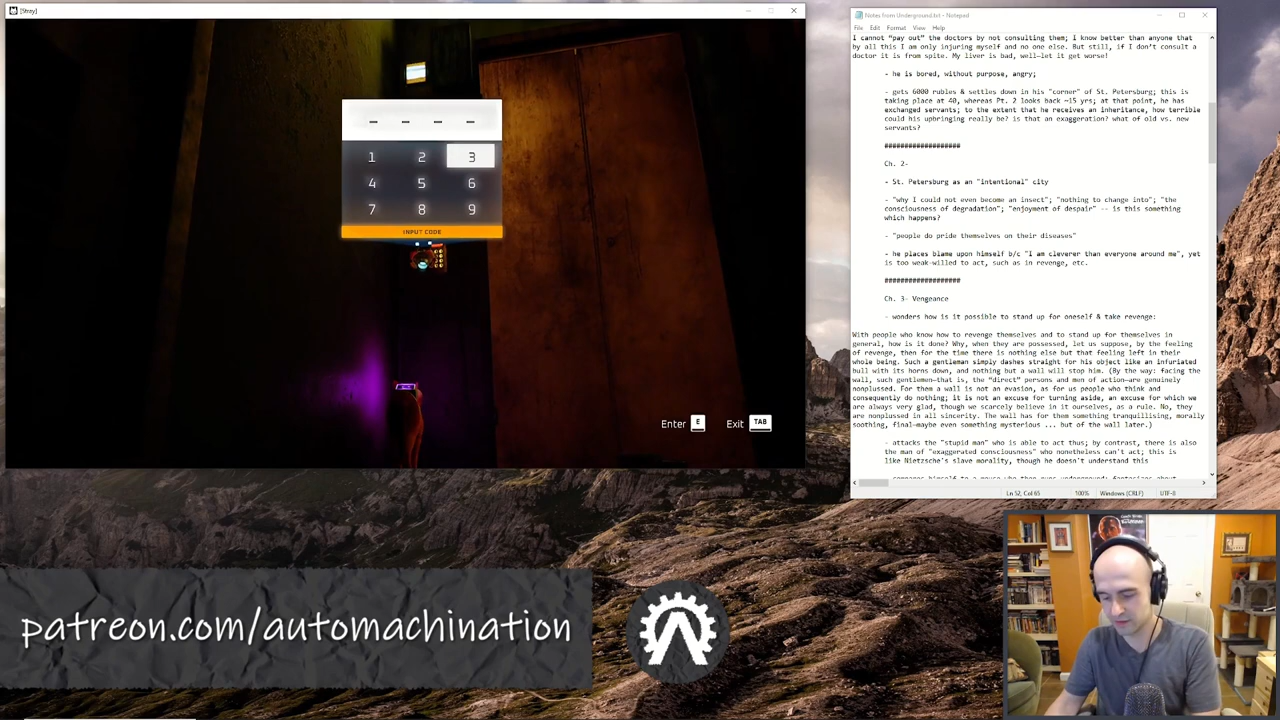 [Stray]
_ _ _ _
1 2 3
4 5 6
7 8 9
INPUT CODE
Enter E Exit TAB
Notes from Underground.txt - Notepad
File Edit Format View Help
I cannot “pay out” the doctors by not consulting them; I know better than anyone that
by all this I am only injuring myself and no one else. But still, if I don’t consult a
doctor it is from spite. My liver is bad, well—let it get worse!
- he is bored, without purpose, angry;
- gets 6000 rubles & settles down in his "corner" of St. Petersburg; this is
taking place at 40, whereas Pt. 2 looks back ~15 yrs; at that point, he has
exchanged servants; to the extent that he receives an inheritance, how terrible
could his upbringing really be? is that an exaggeration? what of old vs. new
servants?
###################
Ch. 2-
- St. Petersburg as an "intentional" city
- "why I could not even become an insect"; "nothing to change into"; "the
consciousness of degradation"; "enjoyment of despair" -- is this something
which happens?
- "people do pride themselves on their diseases"
- he places blame upon himself b/c "I am cleverer than everyone around me", yet
is too weak-willed to act, such as in revenge, etc.
###################
Ch. 3- Vengeance
- wonders how is it possible to stand up for oneself & take revenge:
With people who know how to revenge themselves and to stand up for themselves in
general, how is it done? Why, when they are possessed, let us suppose, by the feeling
of revenge, then for the time there is nothing else but that feeling left in their
whole being. Such a gentleman simply dashes straight for his object like an infuriated
bull with its horns down, and nothing but a wall will stop him. (By the way: facing the
wall, such gentlemen—that is, the “direct” persons and men of action—are genuinely
nonplussed. For them a wall is not an evasion, as for us people who think and
consequently do nothing; it is not an excuse for turning aside, an excuse for which we
are always very glad, though we scarcely believe in it ourselves, as a rule. No, they
are nonplussed in all sincerity. The wall has for them something tranquillising, morally
soothing, final—maybe even something mysterious ... but of the wall later.)
- attacks the "stupid man" who is able to act thus; by contrast, there is also
the man of "exaggerated consciousness" who nonetheless can't act; this is
like Nietzsche's slave morality, though he doesn't understand this
Ln 52, Col 65 100% Windows (CRLF) UTF-8
patreon.com/automachination